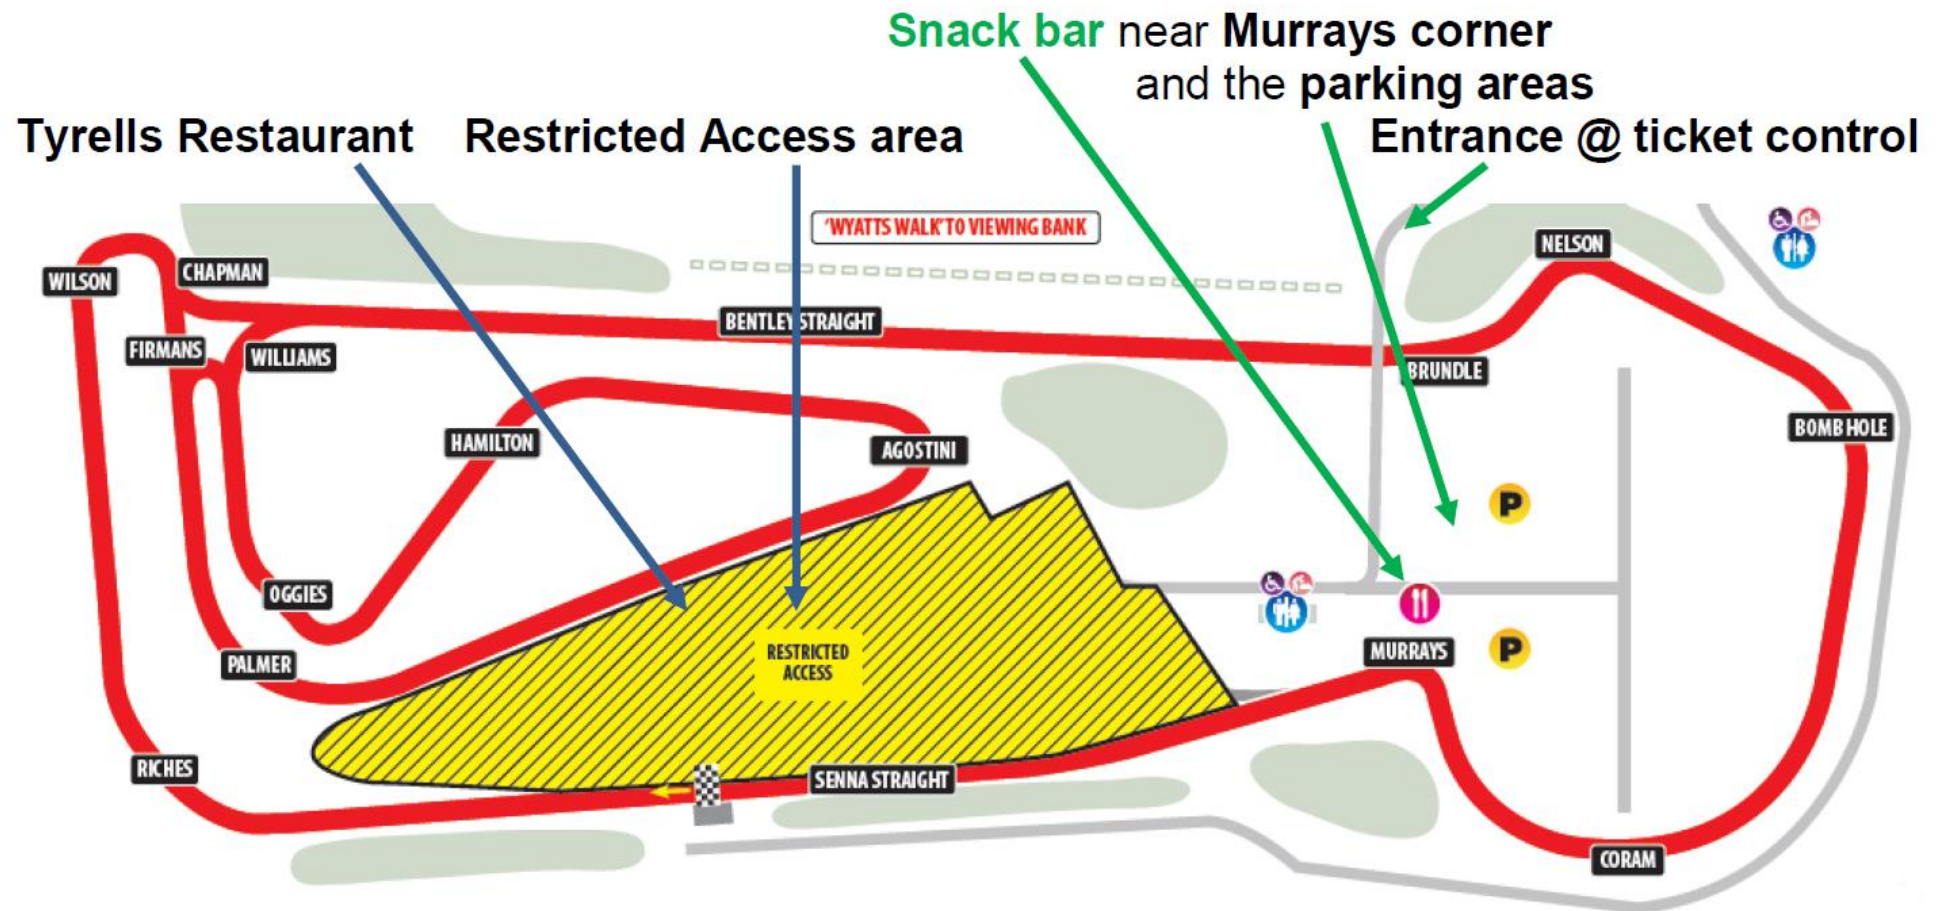 Snack bar near Murrays corner
and the parking areas
Tyrells Restaurant
Restricted Access area
Entrance @ ticket control
'WYATTS WALK' TO VIEWING BANK
NELSON
WILSON
CHAPMAN
BENTLEY STRAIGHT
FIRMANS
WILLIAMS
BRUNDLE
BOMB HOLE
HAMILTON
AGOSTINI
P
OGGIES
MURRAYS
P
PALMER
RESTRICTED
ACCESS
RICHES
SENNA STRAIGHT
CORAM